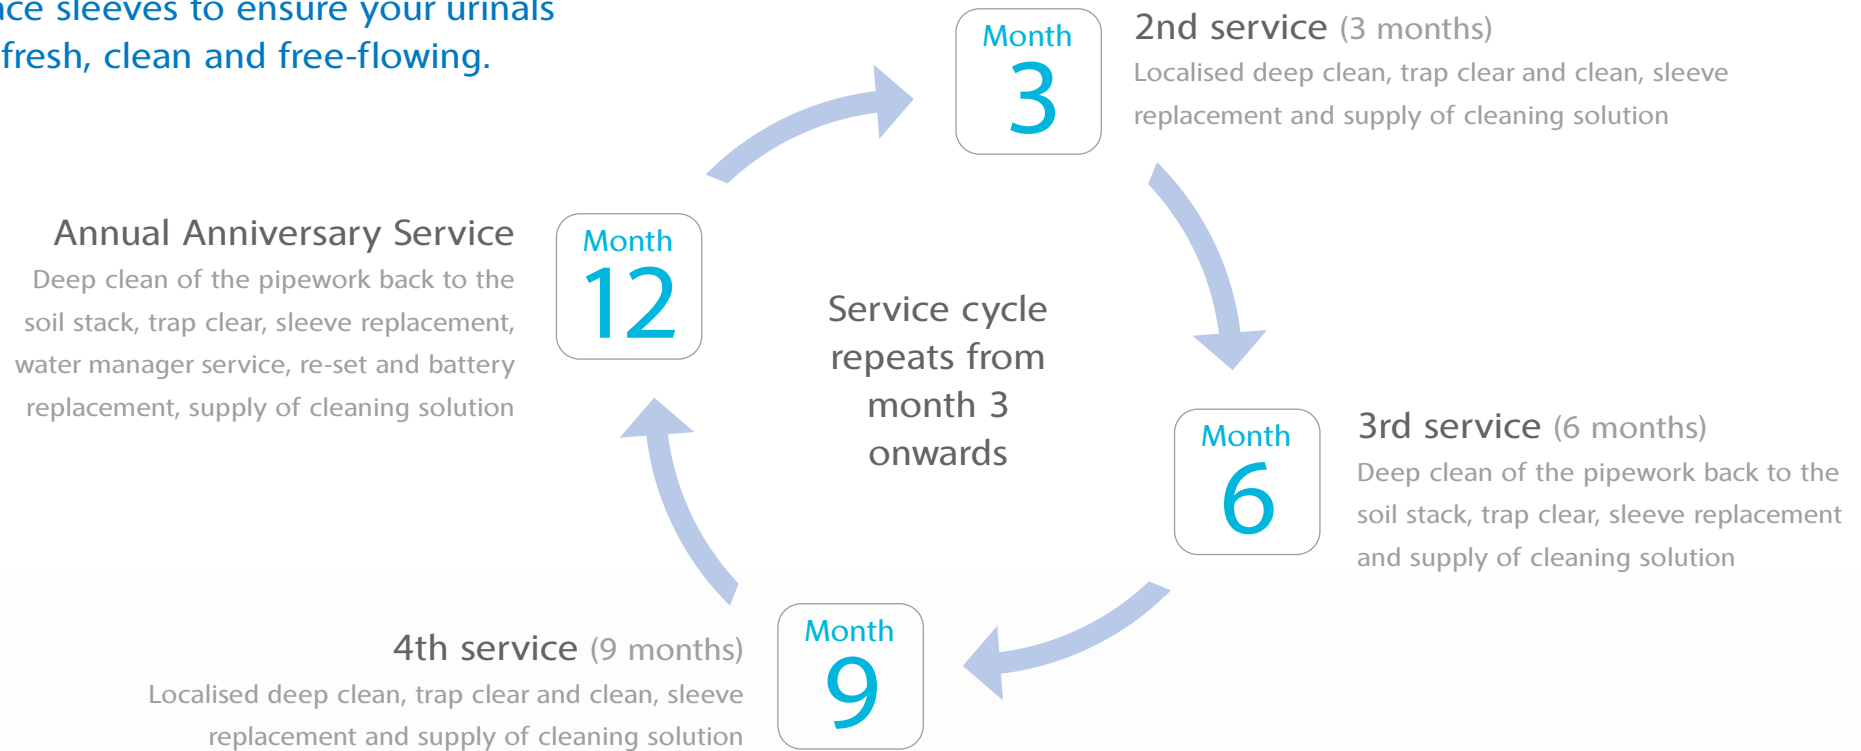 sleeves to ensure your urinals
fresh, clean and free-flowing.
Month
3
2nd service (3 months)
Localised deep clean, trap clear and clean, sleeve
replacement and supply of cleaning solution
Annual Anniversary Service
Deep clean of the pipework back to the
soil stack, trap clear, sleeve replacement,
water manager service, re-set and battery
replacement, supply of cleaning solution
Month
12
Service cycle
repeats from
month 3
onwards
Month
6
3rd service (6 months)
Deep clean of the pipework back to the
soil stack, trap clear, sleeve replacement
and supply of cleaning solution
4th service (9 months)
Localised deep clean, trap clear and clean, sleeve
replacement and supply of cleaning solution
Month
9